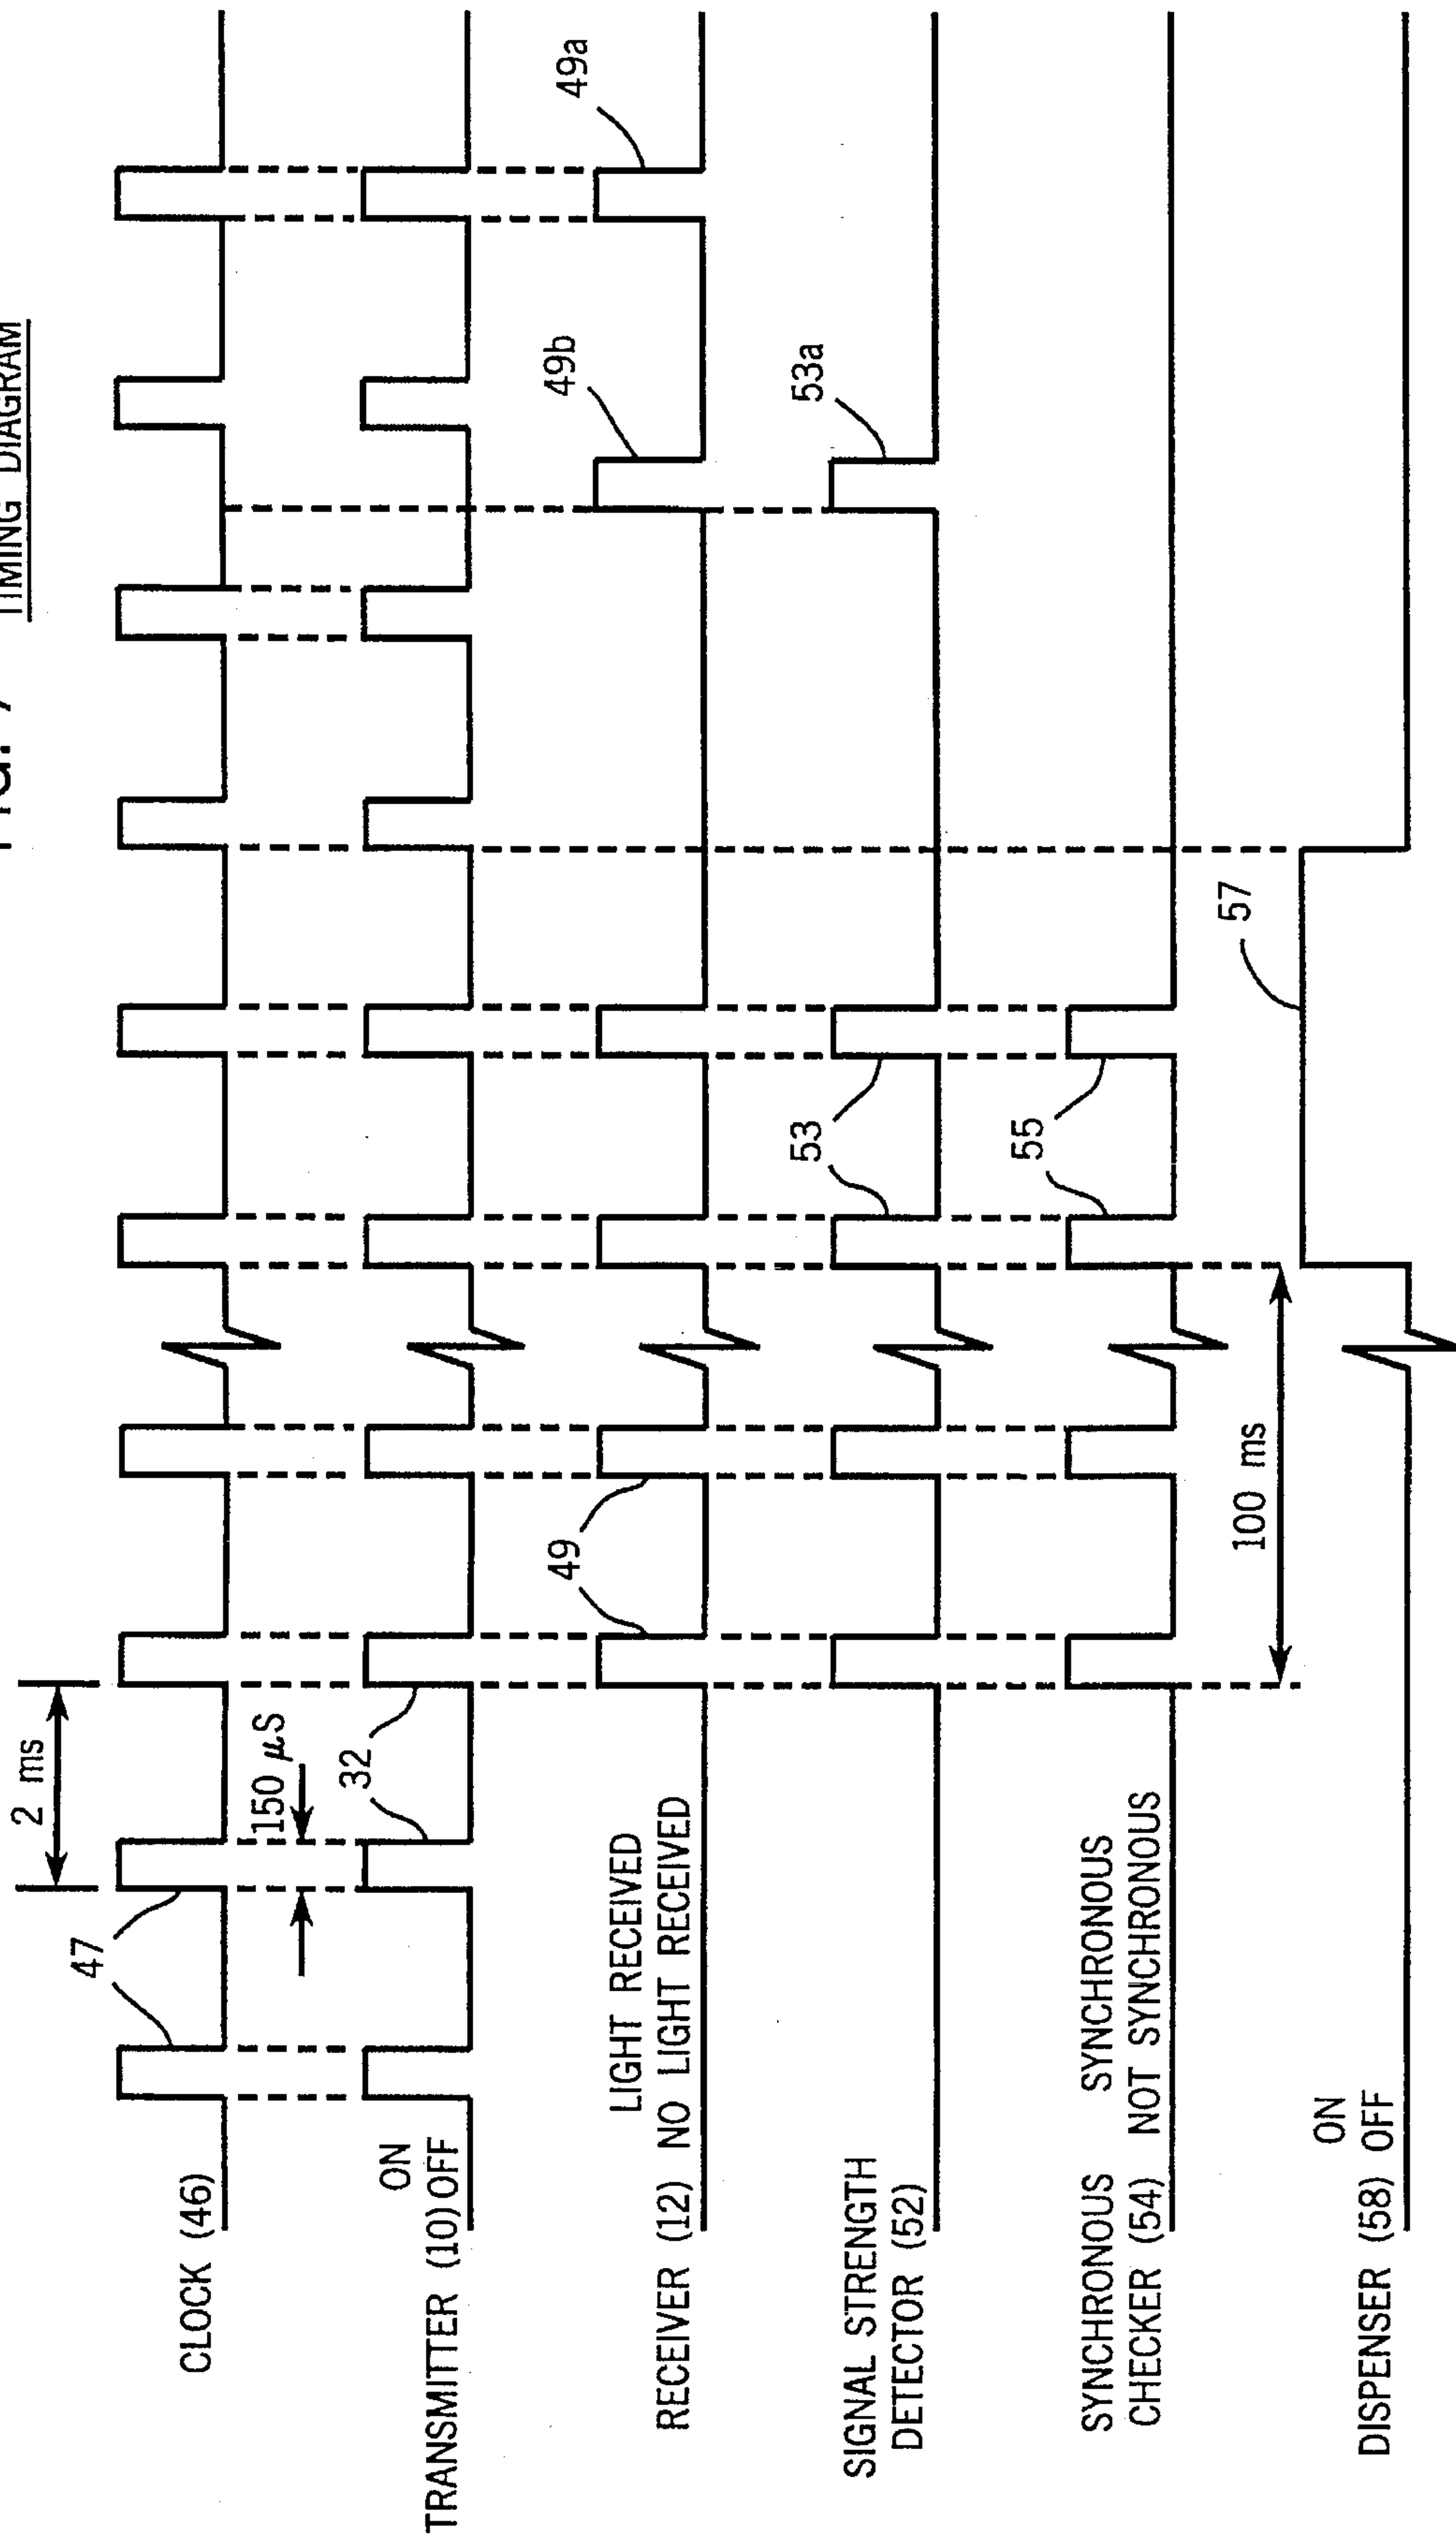 TIMING DIAGRAM
2 ms
47
150 µS
CLOCK (46)
ON
TRANSMITTER (10) OFF
32
49
49b
49a
LIGHT RECEIVED
RECEIVER (12) NO LIGHT RECEIVED
53
53a
SIGNAL STRENGTH
DETECTOR (52)
55
SYNCHRONOUS SYNCHRONOUS
CHECKER (54) NOT SYNCHRONOUS
100 ms
57
ON
DISPENSER (58) OFF